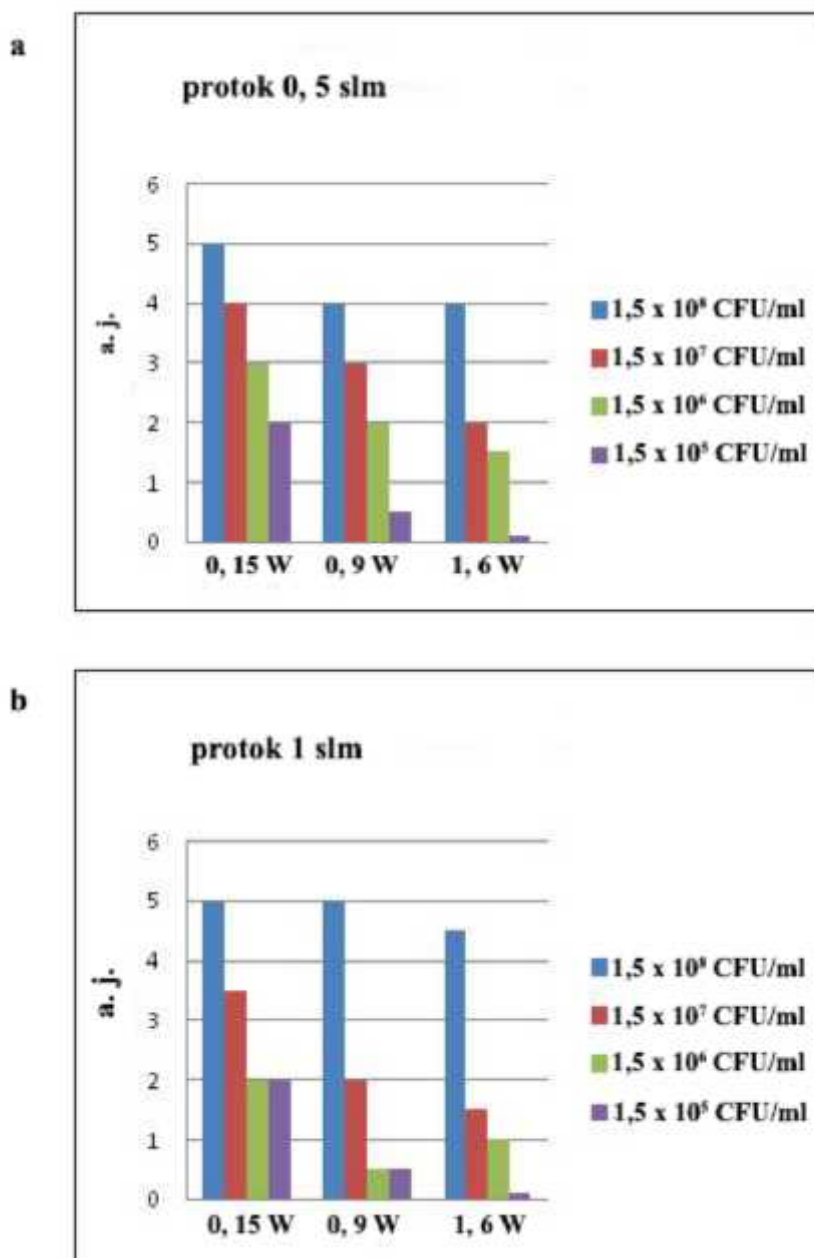 a
protok 0, 5 slm
6
5
4
3
2
1
0
a. j.
0, 15 W 0, 9 W 1, 6 W
1,5 x 10⁸ CFU/ml
1,5 x 10⁷ CFU/ml
1,5 x 10⁶ CFU/ml
1,5 x 10⁵ CFU/ml
b
protok 1 slm
6
5
4
3
2
1
0
a. j.
0, 15 W 0, 9 W 1, 6 W
1,5 x 10⁸ CFU/ml
1,5 x 10⁷ CFU/ml
1,5 x 10⁶ CFU/ml
1,5 x 10⁵ CFU/ml